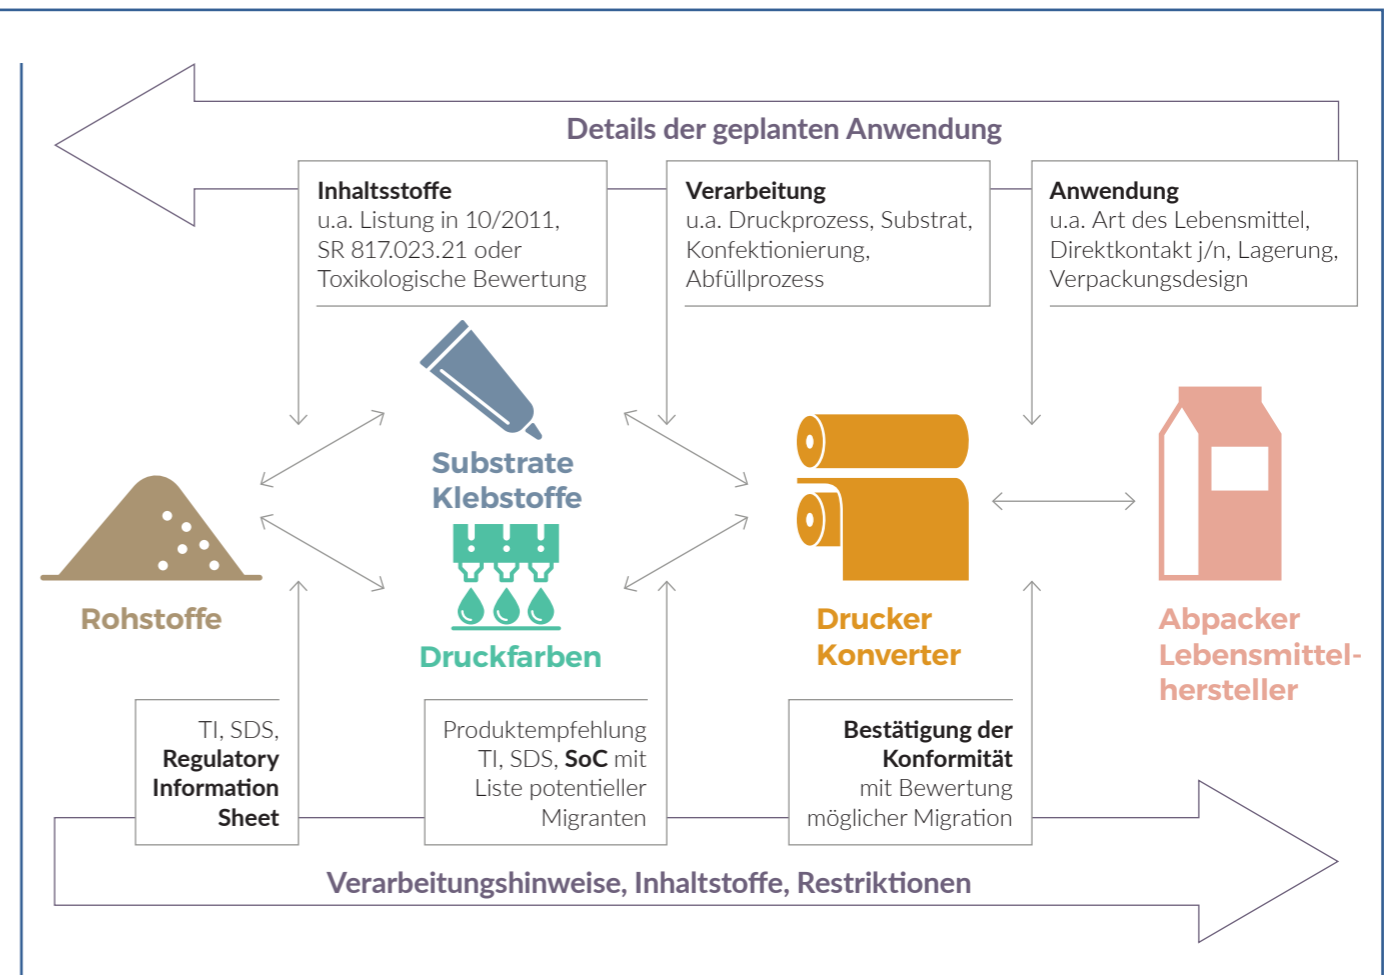 Details der geplanten Anwendung
Inhaltsstoffe
u.a. Listung in 10/2011,
SR 817.023.21 oder
Toxikologische Bewertung
Verarbeitung
u.a. Druckprozess, Substrat,
Konfektionierung,
Abfüllprozess
Anwendung
u.a. Art des Lebensmittel,
Direktkontakt j/n, Lagerung,
Verpackungsdesign
Substrate
Klebstoffe
Rohstoffe
Druckfarben
Drucker
Konverter
Abpacker
Lebensmittel-
hersteller
TI, SDS,
Regulatory
Information
Sheet
Produktempfehlung
TI, SDS, SoC mit
Liste potentieller
Migranten
Bestätigung der
Konformität
mit Bewertung
möglicher Migration
Verarbeitungshinweise, Inhaltstoffe, Restriktionen